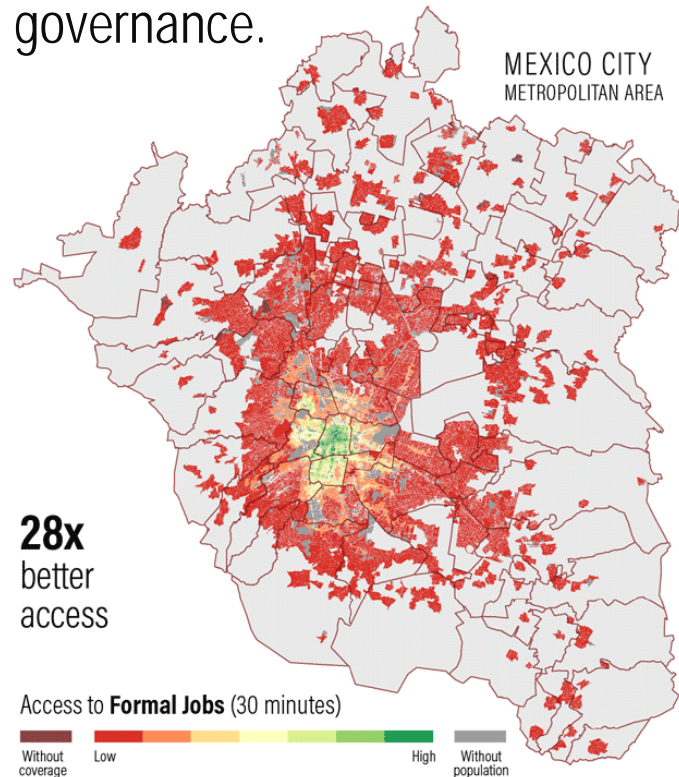 governance.
MEXICO CITY
METROPOLITAN AREA
28x
better
access
Access to Formal Jobs (30 minutes)
Without
coverage
Low
High
Without
population